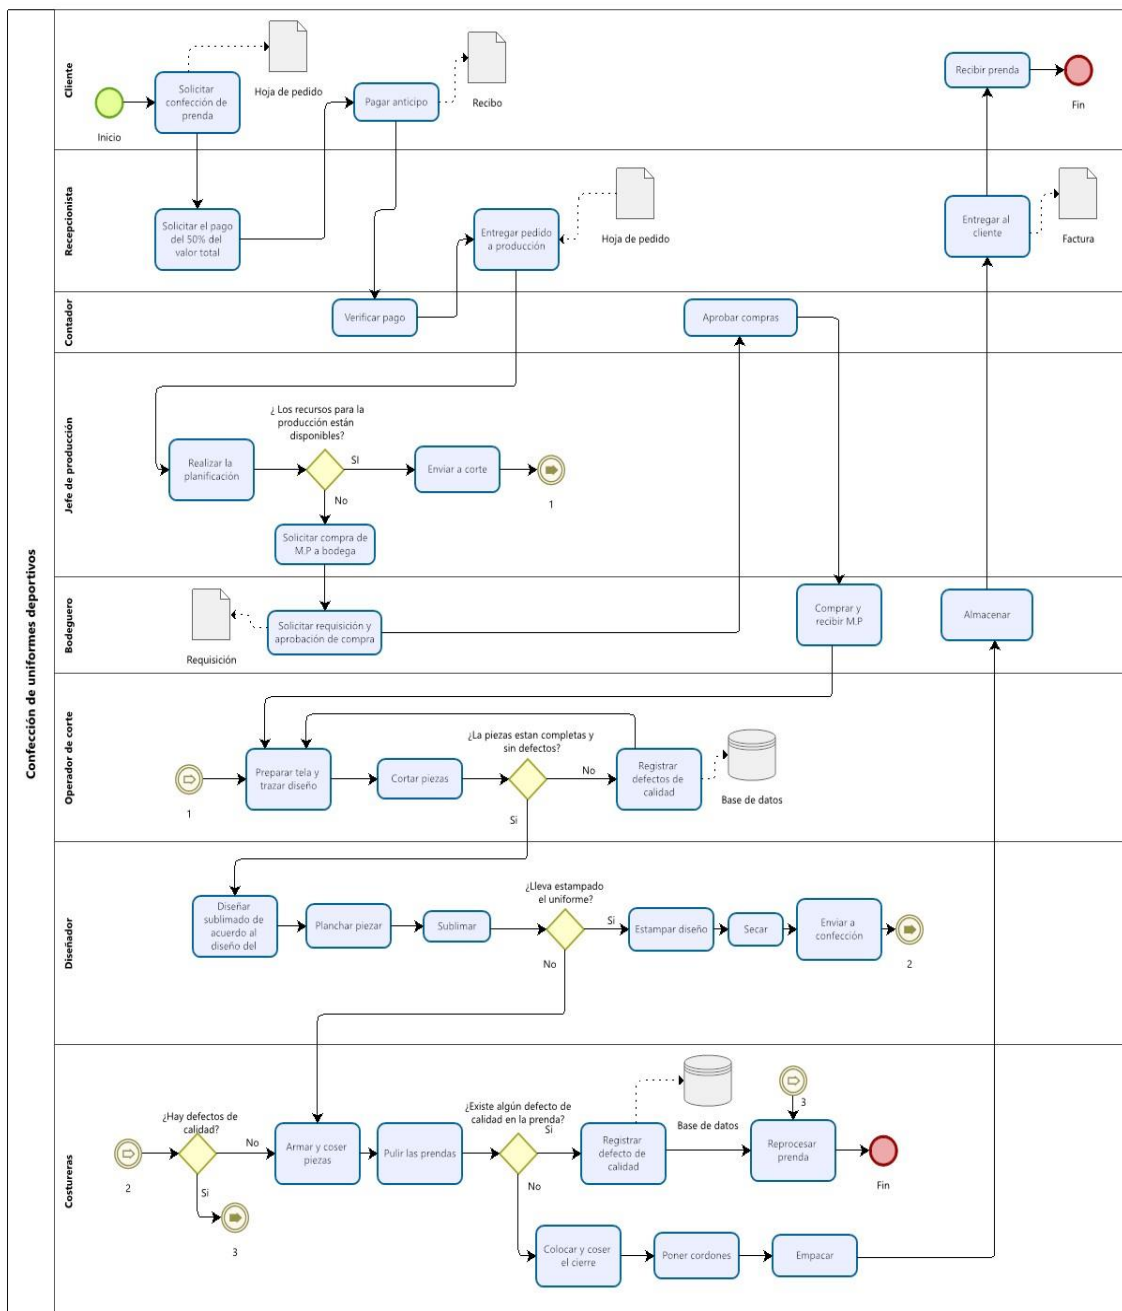 Confección de uniformes deportivos
Cliente
Inicio
Solicitar
confección de
prenda
Hoja de pedido
Pagar anticipo
Recibo
Recibir prenda
Fin
Recepcionista
Solicitar el pago
del 50% del
valor total
Entregar pedido
a producción
Hoja de pedido
Entregar al
cliente
Factura
Contador
Verificar pago
Aprobar compras
Jefe de producción
Realizar la
planificación
¿ Los recursos para la
producción están
disponibles?
SI
No
Enviar a corte
1
Solicitar compra de
M.P a bodega
Bodeguero
Requisición
Solicitar requisición y
aprobación de compra
Comprar y
recibir M.P
Almacenar
Operador de corte
1
Preparar tela y
trazar diseño
Cortar piezas
¿La piezas estan completas y
sin defectos?
No
Si
Registrar
defectos de
calidad
Base de datos
Diseñador
Diseñar
sublimado de
acuerdo al
diseño del
Planchar piezar
Sublimar
¿Lleva estampado
el uniforme?
Si
No
Estampar diseño
Secar
Enviar a
confección
2
Costureras
2
¿Hay defectos de
calidad?
No
Si
3
Armar y coser
piezas
Pulir las prendas
¿Existe algún defecto de
calidad en la prenda?
Si
No
Registrar
defecto de
calidad
Base de datos
3
Reprocesar
prenda
Fin
Colocar y coser
el cierre
Poner cordones
Empacar